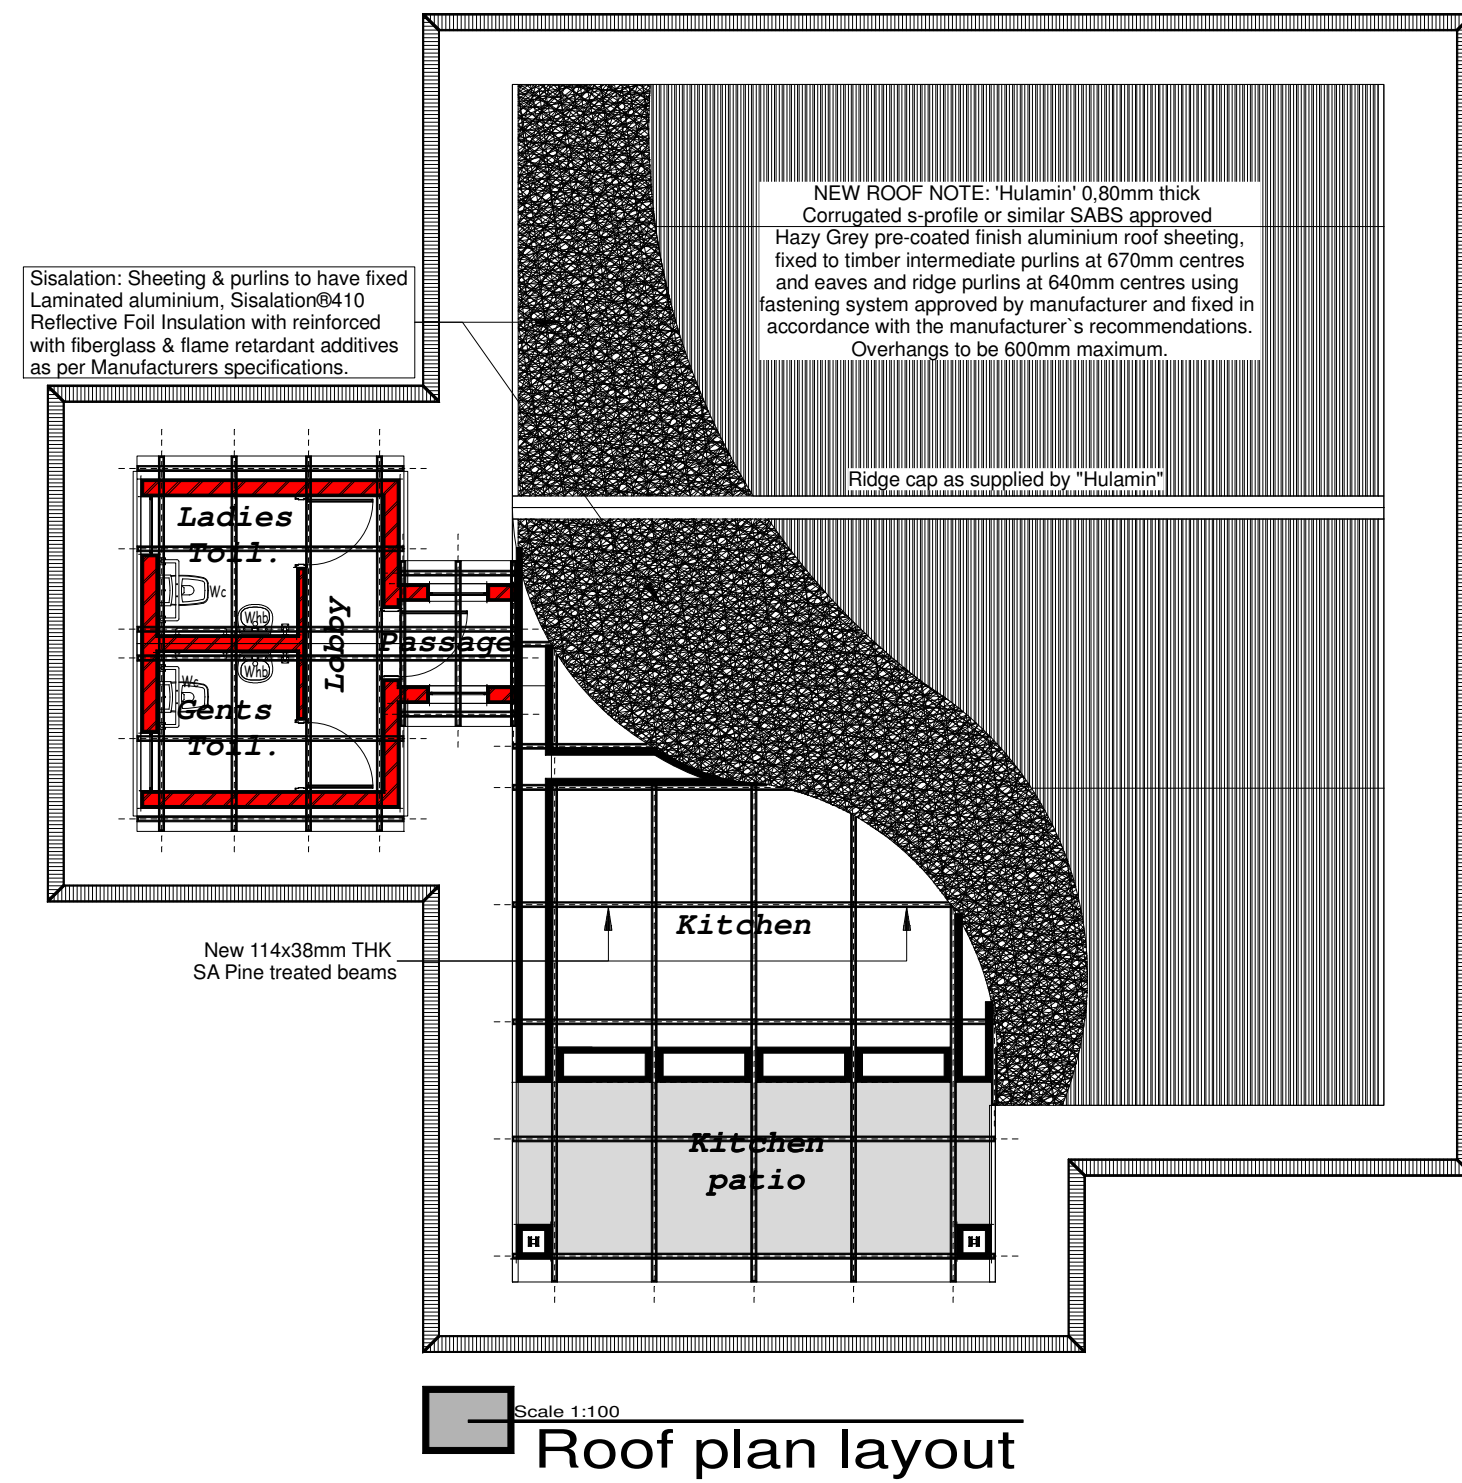 NEW ROOF NOTE: 'Hulamin' 0,80mm thick
Corrugated s-profile or similar SABS approved
Hazy Grey pre-coated finish aluminium roof sheeting,
fixed to timber intermediate purlins at 670mm centres
and eaves and ridge purlins at 640mm centres using
fastening system approved by manufacturer and fixed in
accordance with the manufacturer`s recommendations.
Overhangs to be 600mm maximum.
Sisalation: Sheeting & purlins to have fixed
Laminated aluminium, Sisalation®410
Reflective Foil Insulation with reinforced
with fiberglass & flame retardant additives
as per Manufacturers specifications.
Ridge cap as supplied by "Hulamin"
Ladies
Toil.
Wc
Whb
Lobby
Passage
Whb
Wc
Gents
Toil.
Kitchen
New 114x38mm THK
SA Pine treated beams
Kitchen
patio
H
H
Scale 1:100
Roof plan layout